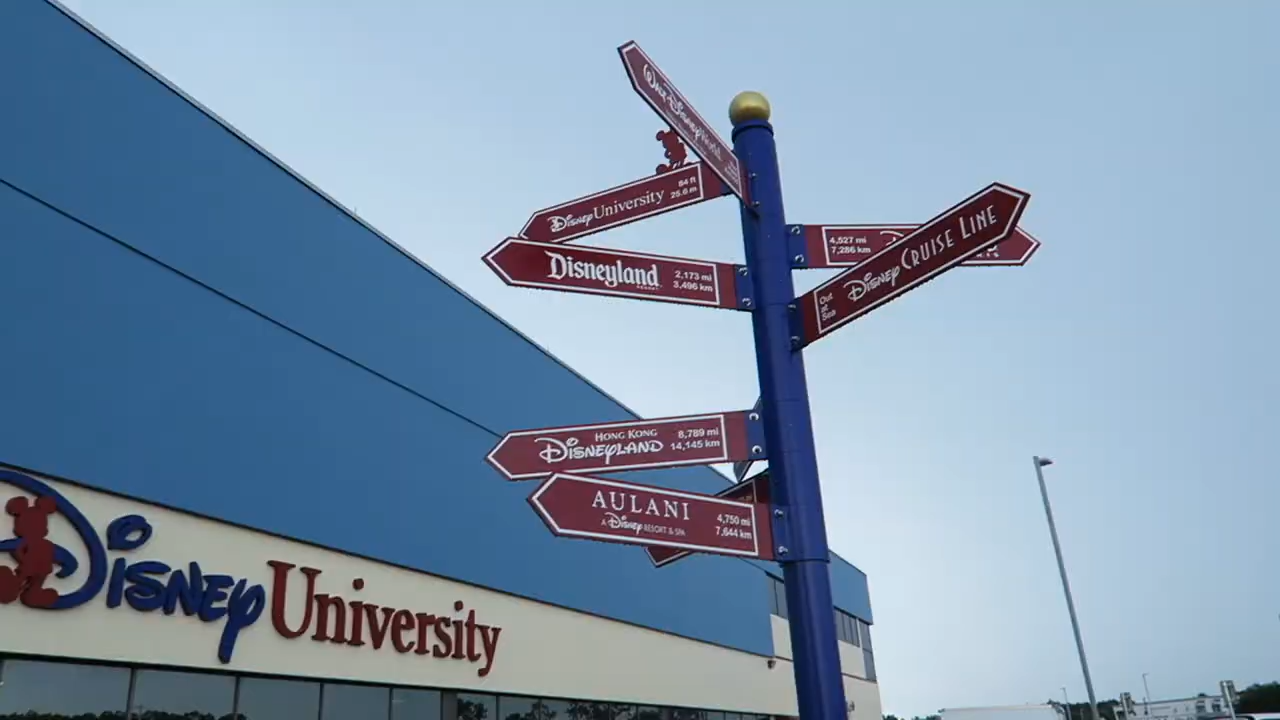 Walt Disney World
Disney University
84 ft
25.6 m
Disneyland
RESORT
2,173 mi
3,496 km
4,527 mi
7,286 km
Disney CRUISE LINE
Out
at
Sea
HONG KONG
DISNEYLAND
8,789 mi
14,145 km
AULANI
A Disney RESORT & SPA
4,750 mi
7,644 km
Disney University